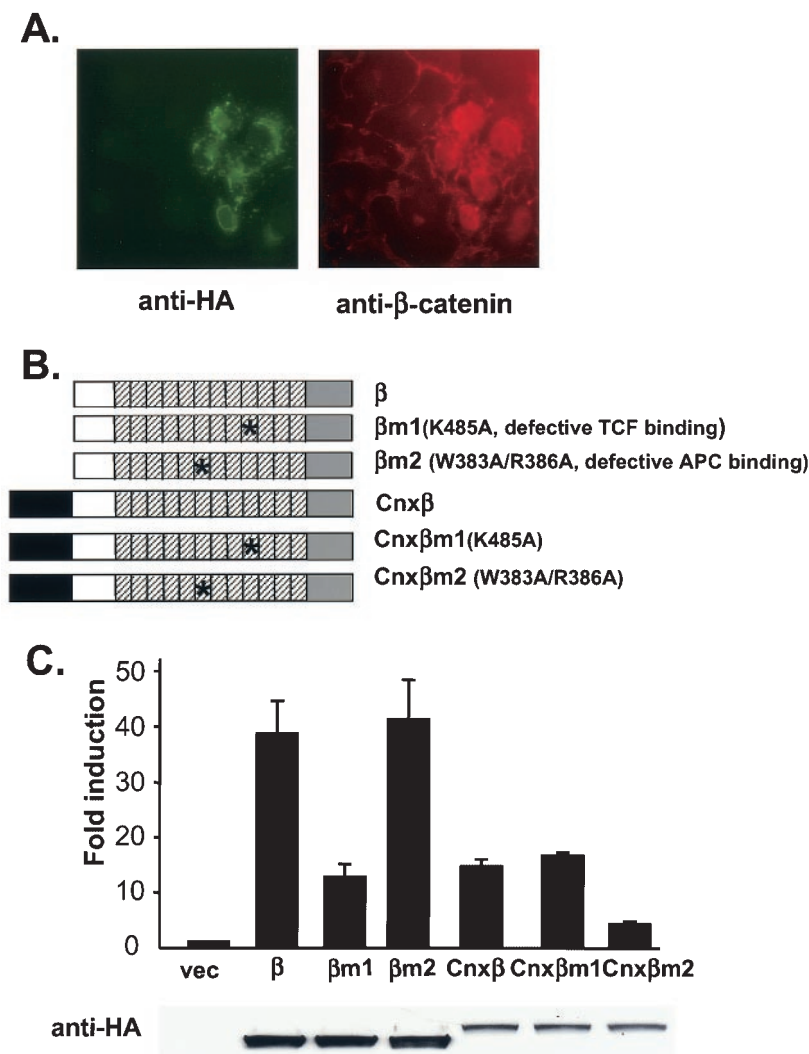 A.
anti-HA
anti-β-catenin
B.
β
βm1(K485A, defective TCF binding)
βm2 (W383A/R386A, defective APC binding)
*
*
Cnxβ
Cnxβm1(K485A)
Cnxβm2 (W383A/R386A)
*
*
C.
Fold induction
50
40
30
20
10
0
vec
β
βm1
βm2
Cnxβ
Cnxβm1
Cnxβm2
anti-HA